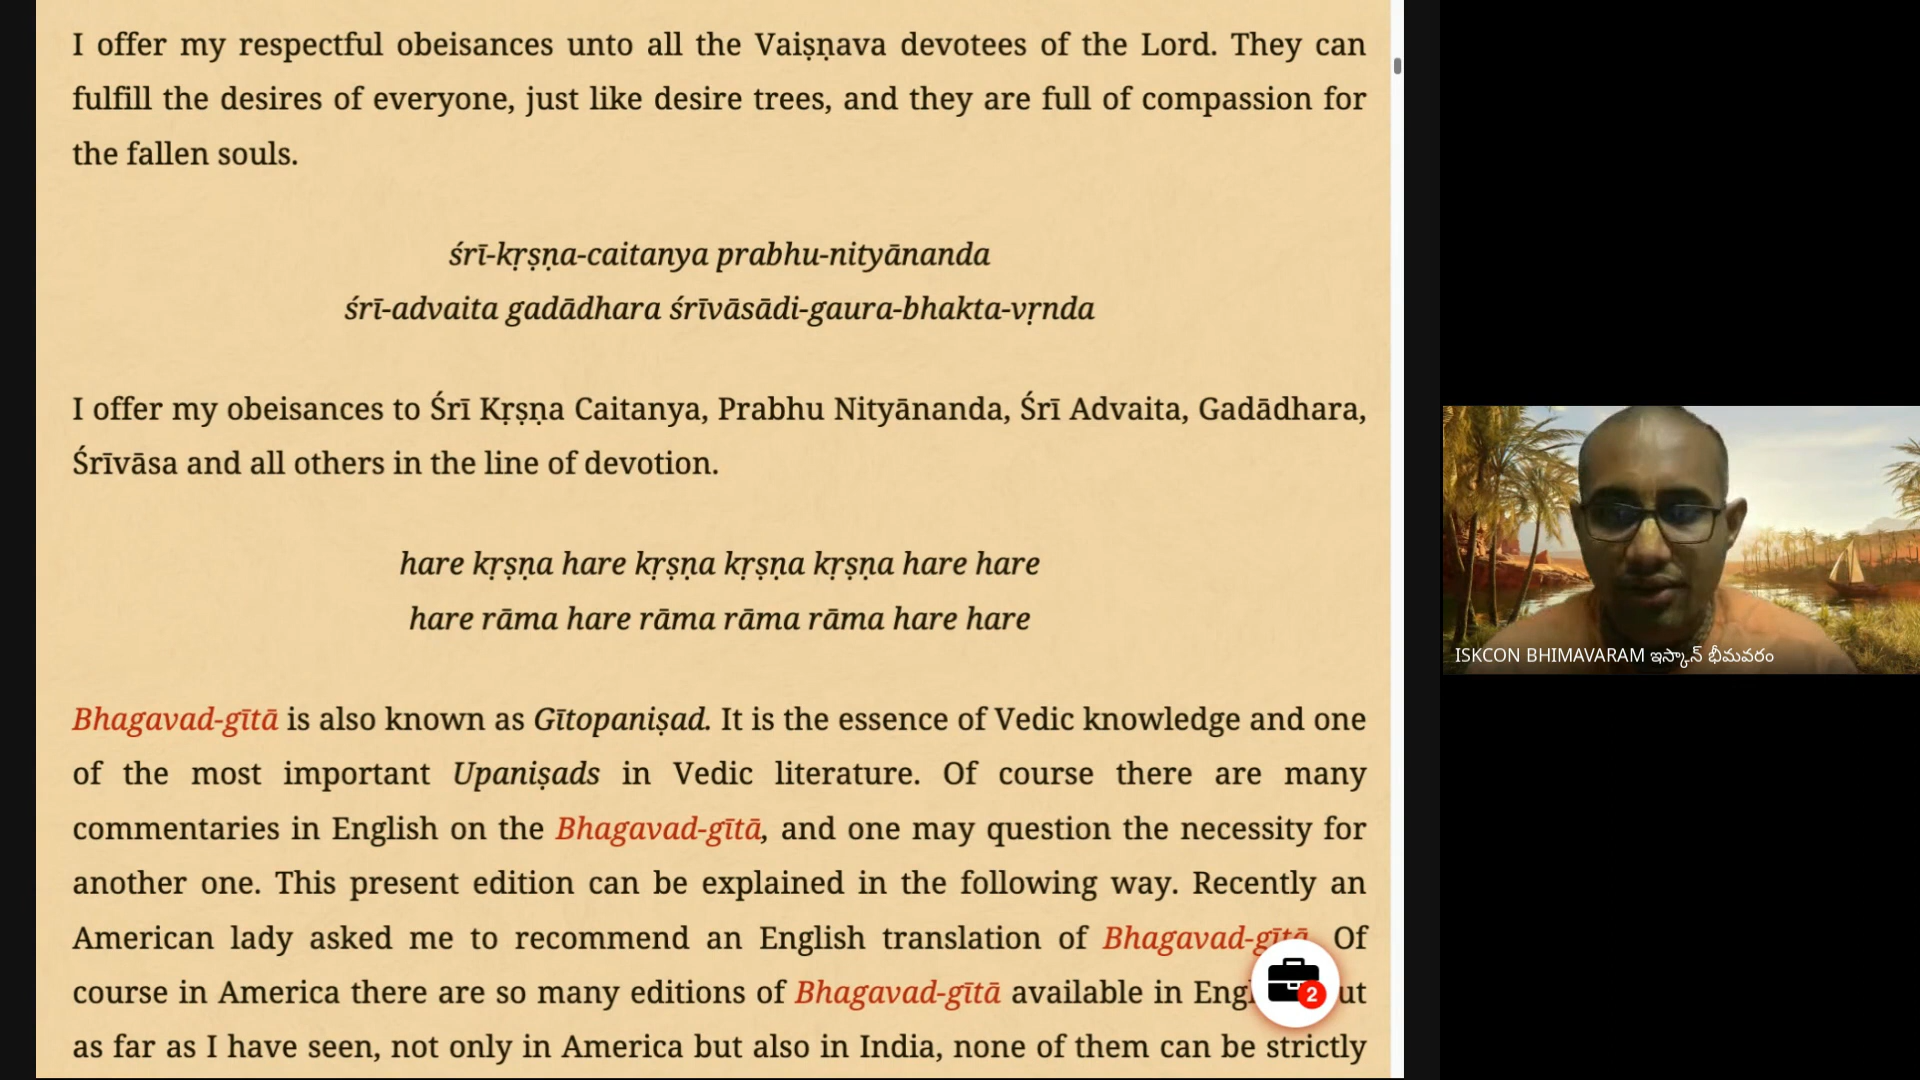 I offer my respectful obeisances unto all the Vaiṣṇava devotees of the Lord. They can
fulfill the desires of everyone, just like desire trees, and they are full of compassion for
the fallen souls.
śrī-kṛṣṇa-caitanya prabhu-nityānanda
śrī-advaita gadādhara śrīvāsādi-gaura-bhakta-vṛnda
I offer my obeisances to Śrī Kṛṣṇa Caitanya, Prabhu Nityānanda, Śrī Advaita, Gadādhara,
Śrīvāsa and all others in the line of devotion.
hare kṛṣṇa hare kṛṣṇa kṛṣṇa kṛṣṇa hare hare
hare rāma hare rāma rāma rāma hare hare
Bhagavad-gītā is also known as Gītopaniṣad. It is the essence of Vedic knowledge and one
of the most important Upaniṣads in Vedic literature. Of course there are many
commentaries in English on the Bhagavad-gītā, and one may question the necessity for
another one. This present edition can be explained in the following way. Recently an
American lady asked me to recommend an English translation of Bhagavad-gītā. Of
course in America there are so many editions of Bhagavad-gītā available in
as far as I have seen, not only in America but also in India, none of them can be strictly
2
ISKCON BHIMAVARAM ఇస్కాన్ భీమవరం